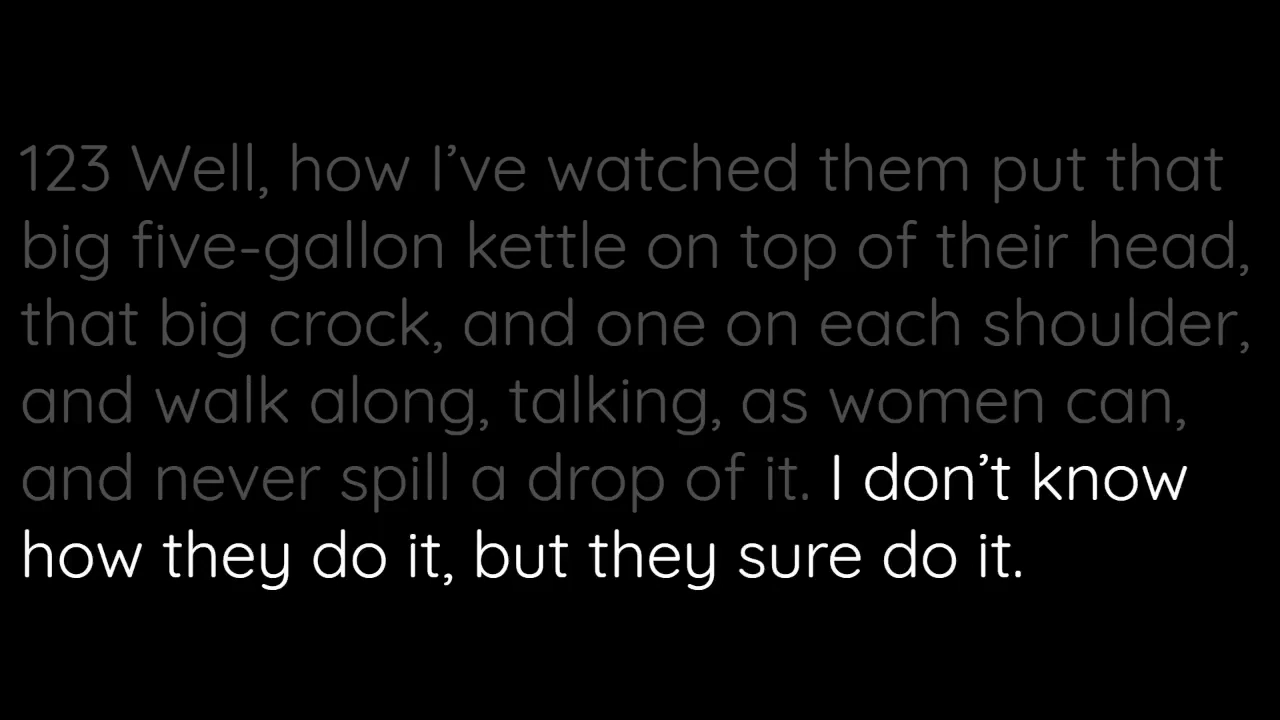 123 Well, how I’ve watched them put that
big five-gallon kettle on top of their head,
that big crock, and one on each shoulder,
and walk along, talking, as women can,
and never spill a drop of it. I don’t know
how they do it, but they sure do it.